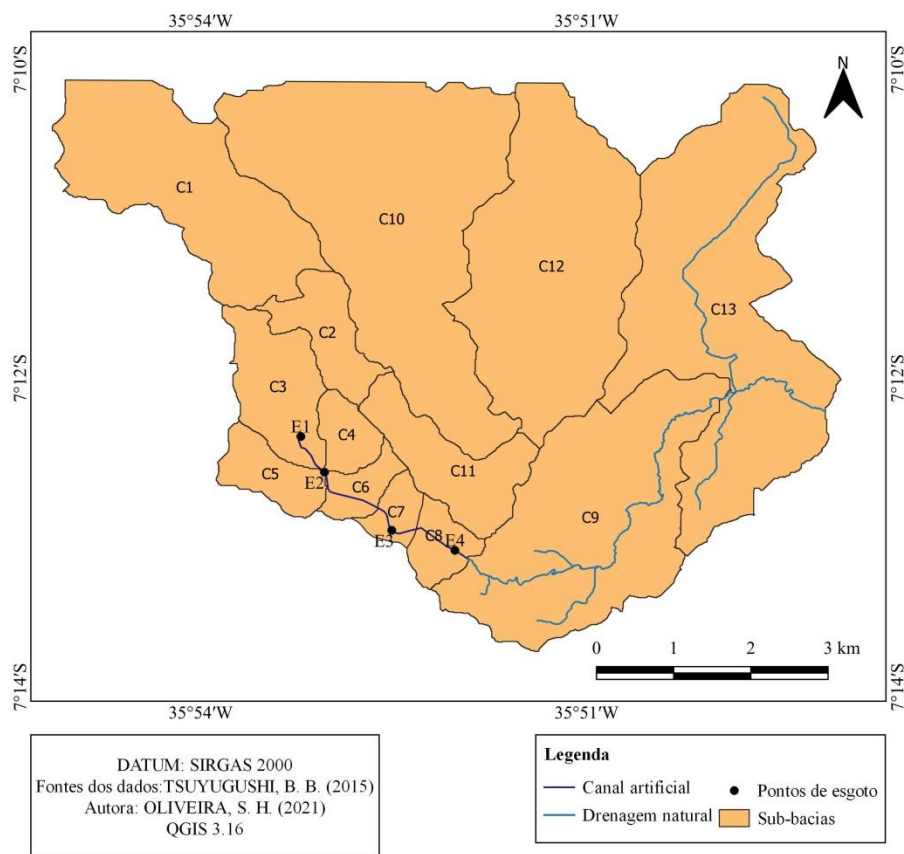 35°54'W
35°51'W
7°10'S
7°10'S
N
C1
C10
C12
C13
C2
C3
C4
E1
C11
C5
E2
C6
C9
C7
E3
C8
E4
7°12'S
7°12'S
0 1 2 3 km
7°14'S
7°14'S
35°54'W
35°51'W
DATUM: SIRGAS 2000
Fontes dos dados:TSUYUGUSHI, B. B. (2015)
Autora: OLIVEIRA, S. H. (2021)
QGIS 3.16
Legenda
Canal artificial
Pontos de esgoto
Drenagem natural
Sub-bacias